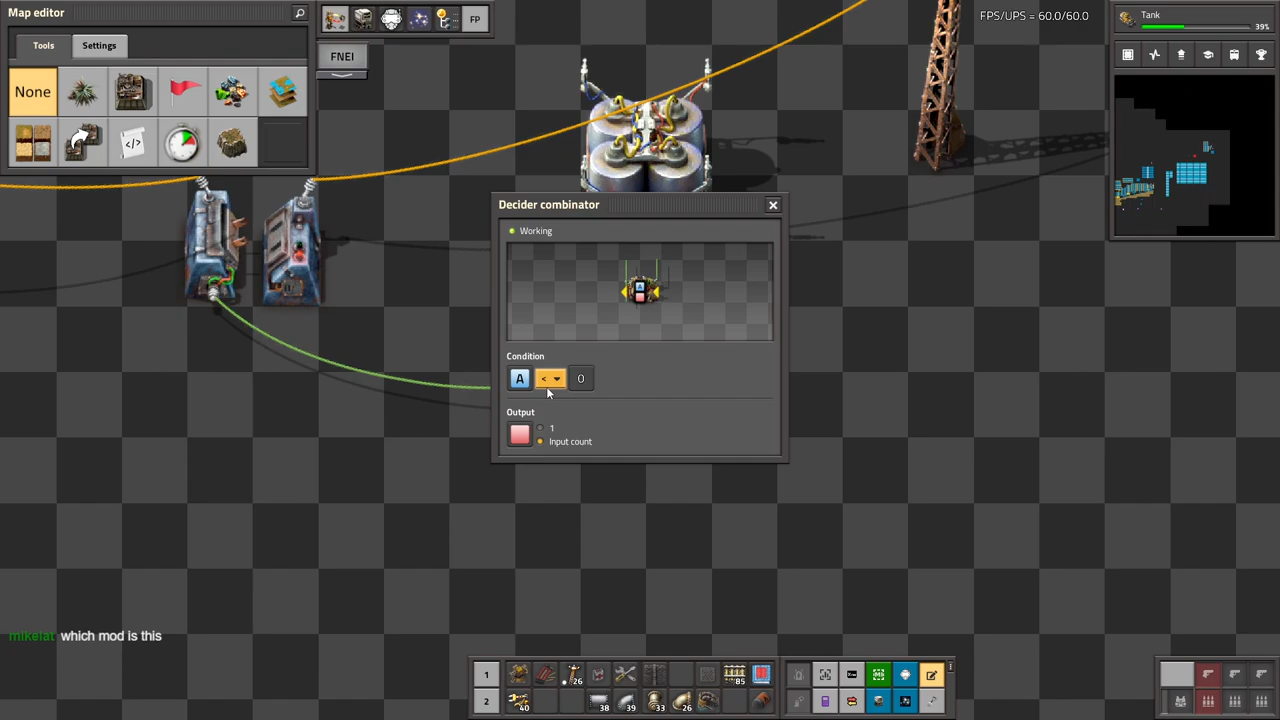 Map editor
FP
FPS/UPS = 60.0/60.0
Tank
39%
Tools
Settings
FNEI
None
</>
Decider combinator
Working
A
Condition
A < 0
Output
1
Input count
mikelat which mod is this
1
26
85
2
40
38
39
33
26